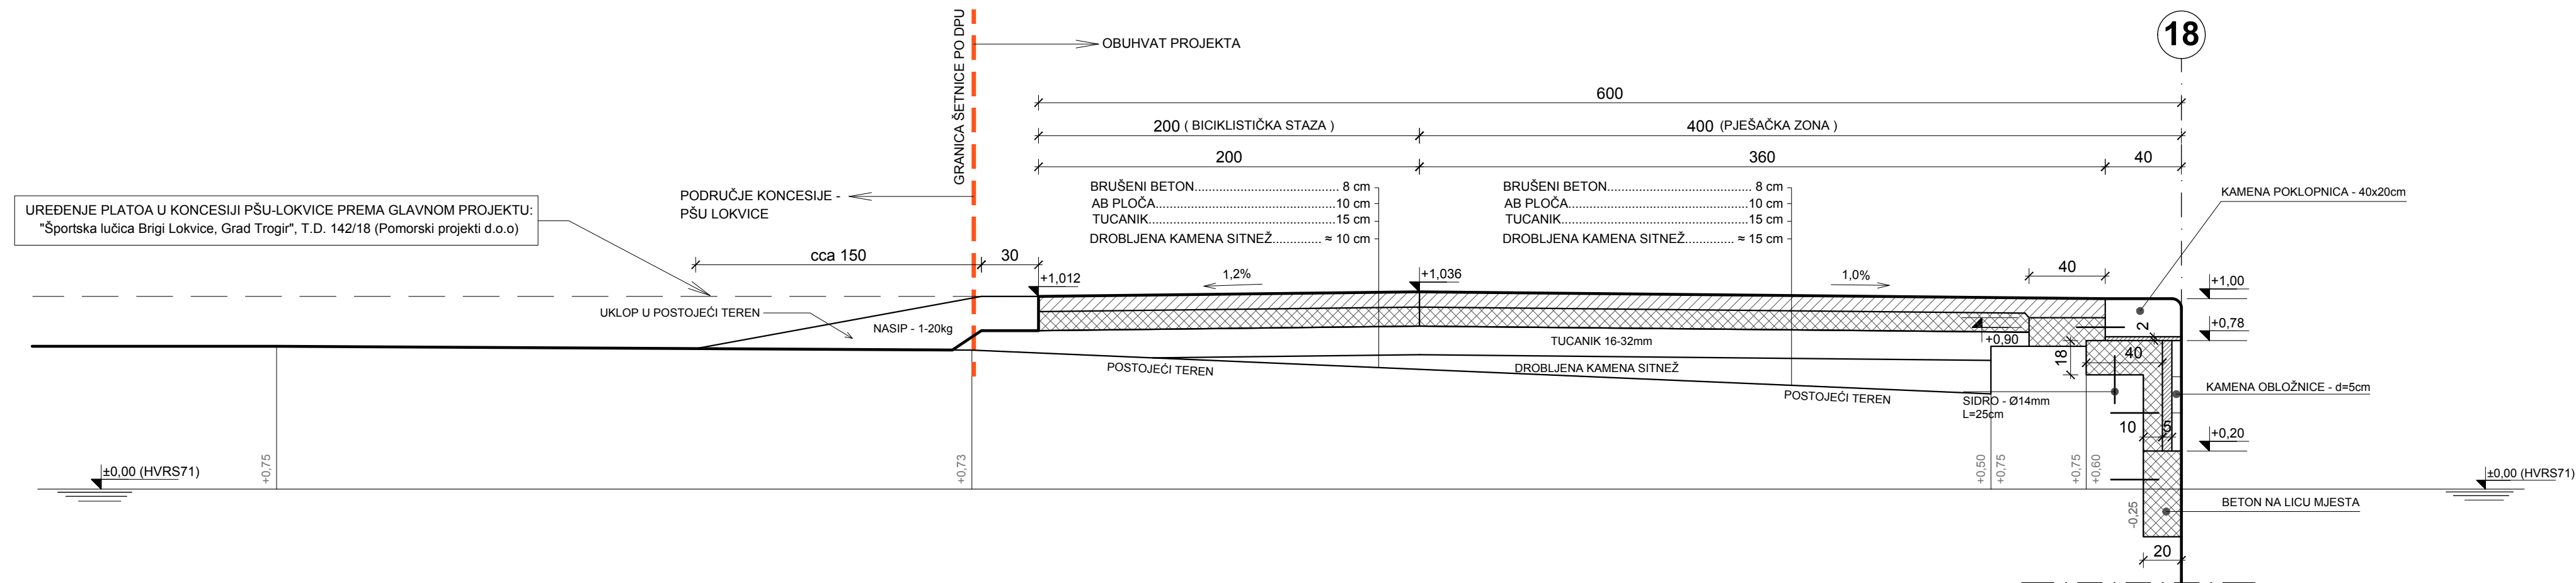 18
GRANICA ŠETNICE PO DPU
OBUHVAT PROJEKTA
600
200 ( BICIKLISTIČKA STAZA )
400 (PJEŠAČKA ZONA )
200
360
40
PODRUČJE KONCESIJE -
PŠU LOKVICE
UREĐENJE PLATOA U KONCESIJI PŠU-LOKVICE PREMA GLAVNOM PROJEKTU:
"Športska lučica Brigi Lokvice, Grad Trogir", T.D. 142/18 (Pomorski projekti d.o.o)
BRUŠENI BETON....................................... 8 cm
AB PLOČA.................................................10 cm
TUCANIK...................................................15 cm
DROBLJENA KAMENA SITNEŽ............. ≈ 10 cm
BRUŠENI BETON....................................... 8 cm
AB PLOČA.................................................10 cm
TUCANIK...................................................15 cm
DROBLJENA KAMENA SITNEŽ............. ≈ 15 cm
KAMENA POKLOPNICA - 40x20cm
cca 150
30
+1,012
1,2%
+1,036
1,0%
40
+1,00
UKLOP U POSTOJEĆI TEREN
NASIP - 1-20kg
TUCANIK 16-32mm
+0,90
2
+0,78
POSTOJEĆI TEREN
DROBLJENA KAMENA SITNEŽ
18
40
POSTOJEĆI TEREN
SIDRO - Ø14mm
L=25cm
KAMENA OBLOŽNICE - d=5cm
10
5
+0,20
±0,00 (HVRS71)
+0,75
+0,73
+0,50
+0,75
+0,75
+0,60
±0,00 (HVRS71)
-0,25
BETON NA LICU MJESTA
20